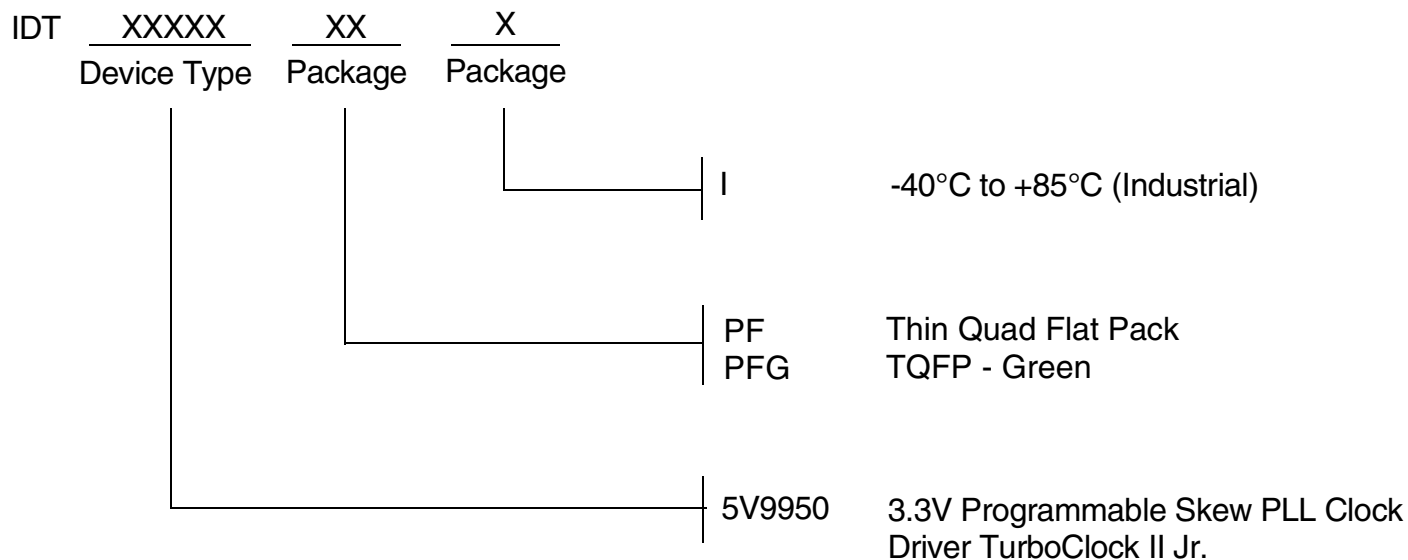 IDT XXXXX XX X
Device Type Package Package
I -40°C to +85°C (Industrial)
PF Thin Quad Flat Pack
PFG TQFP - Green
5V9950 3.3V Programmable Skew PLL Clock
Driver TurboClock II Jr.